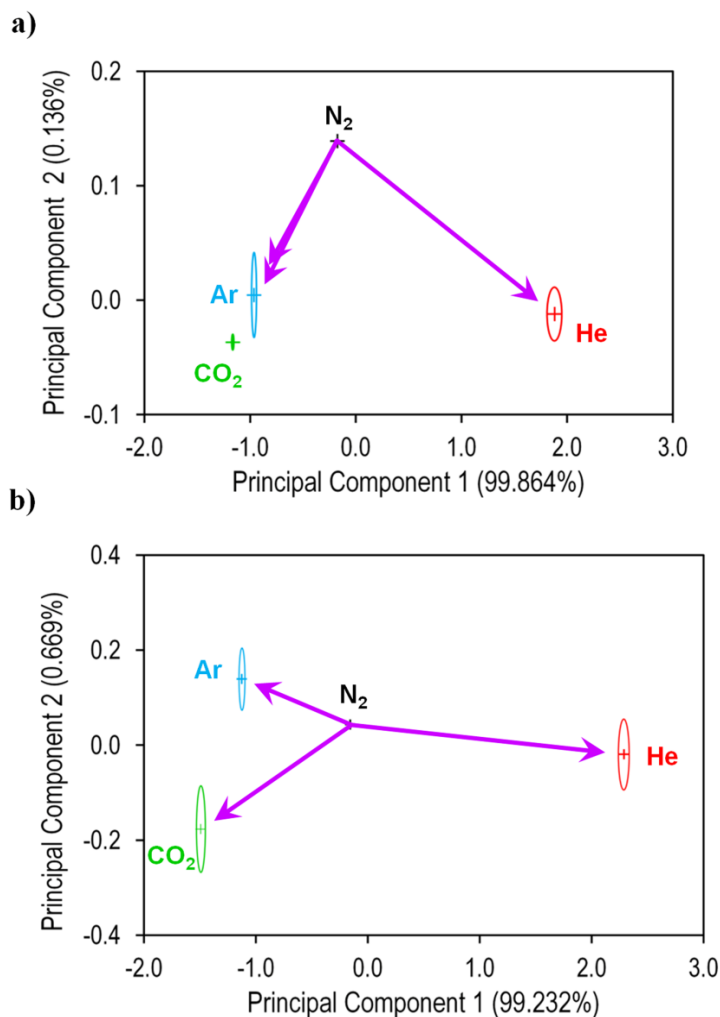 a)
Principal Component 2 (0.136%)
0.2
0.1
0.0
-0.1
N₂
Ar
CO₂
He
-2.0 -1.0 0.0 1.0 2.0 3.0
Principal Component 1 (99.864%)
b)
Principal Component 2 (0.669%)
0.4
0.2
0.0
-0.2
-0.4
Ar
N₂
He
CO₂
-2.0 -1.0 0.0 1.0 2.0 3.0
Principal Component 1 (99.232%)